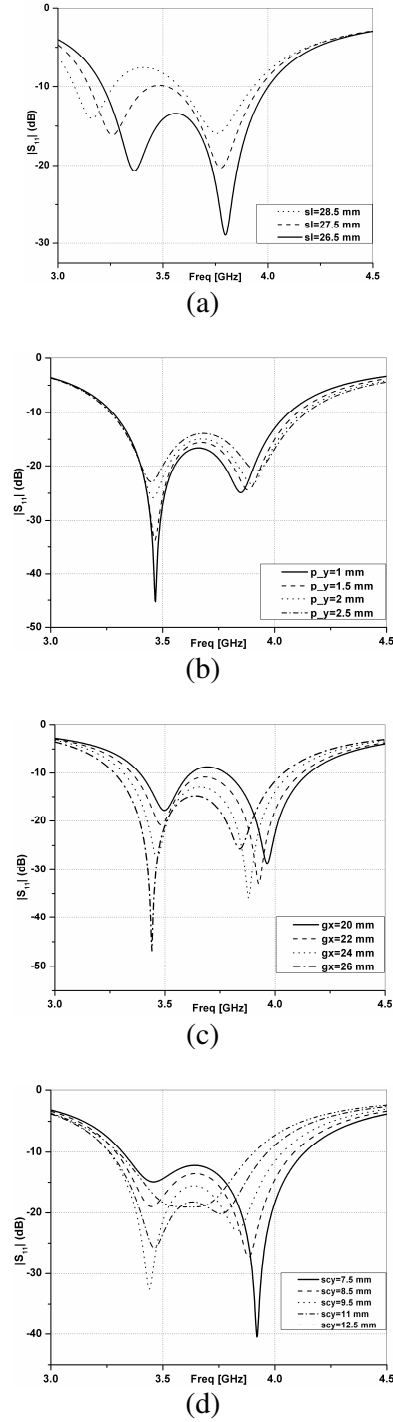 0
-10
-20
-30
|S11| (dB)
sl=28.5 mm
sl=27.5 mm
sl=26.5 mm
3.0 3.5 4.0 4.5
Freq [GHz]
(a)
0
-10
-20
-30
-40
-50
|S11| (dB)
p_y=1 mm
p_y=1.5 mm
p_y=2 mm
p_y=2.5 mm
3.0 3.5 4.0 4.5
Freq [GHz]
(b)
0
-10
-20
-30
-40
-50
|S11| (dB)
gx=20 mm
gx=22 mm
gx=24 mm
gx=26 mm
3.0 3.5 4.0 4.5
Freq [GHz]
(c)
0
-10
-20
-30
-40
|S11| (dB)
scy=7.5 mm
scy=8.5 mm
scy=9.5 mm
scy=11 mm
scy=12.5 mm
3.0 3.5 4.0 4.5
Freq [GHz]
(d)